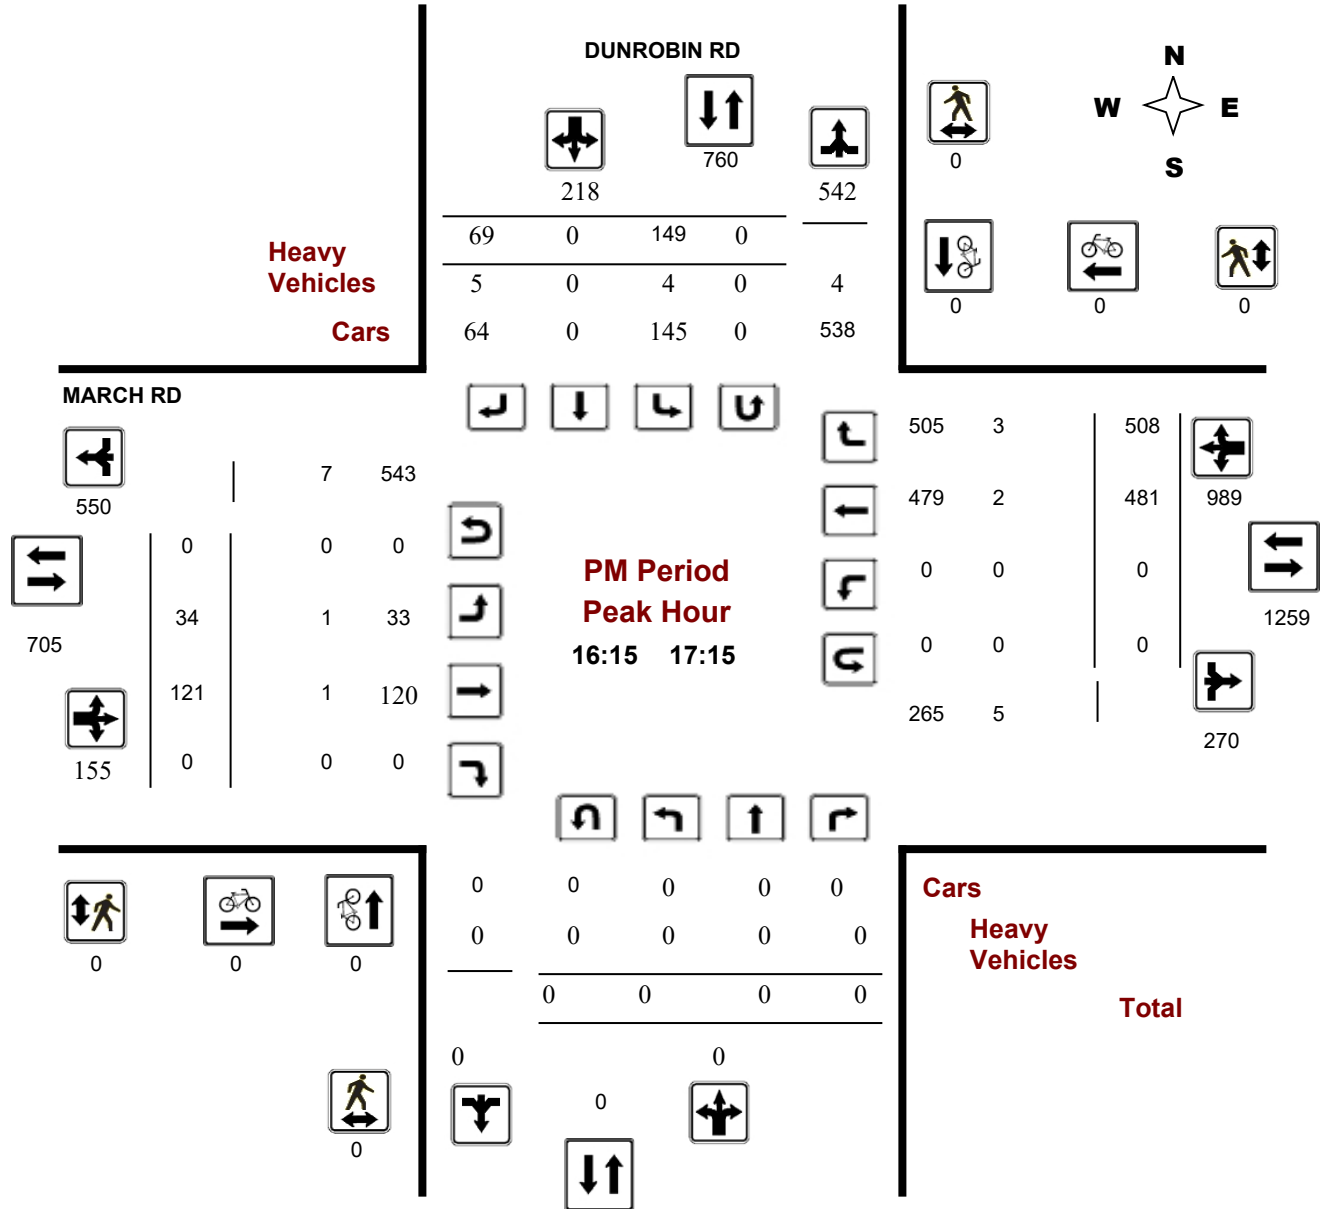 DUNROBIN RD
N
W E
S
760
0
218 542
69 0 149 0
Heavy
Vehicles
5 0 4 0 4
0 0 0
Cars
64 0 145 0 538
MARCH RD
505 3 508
7 543
550
479 2 481 989
0 0 0
PM Period
0 0 0
Peak Hour
34 1 33
1259
705
16:15 17:15
0 0 0
121 1 120
265 5
270
155
0 0 0
0 0 0 0 0
Cars
0 0 0 0 0
Heavy
Vehicles
0 0 0
0 0 0 0
Total
0 0
0
0